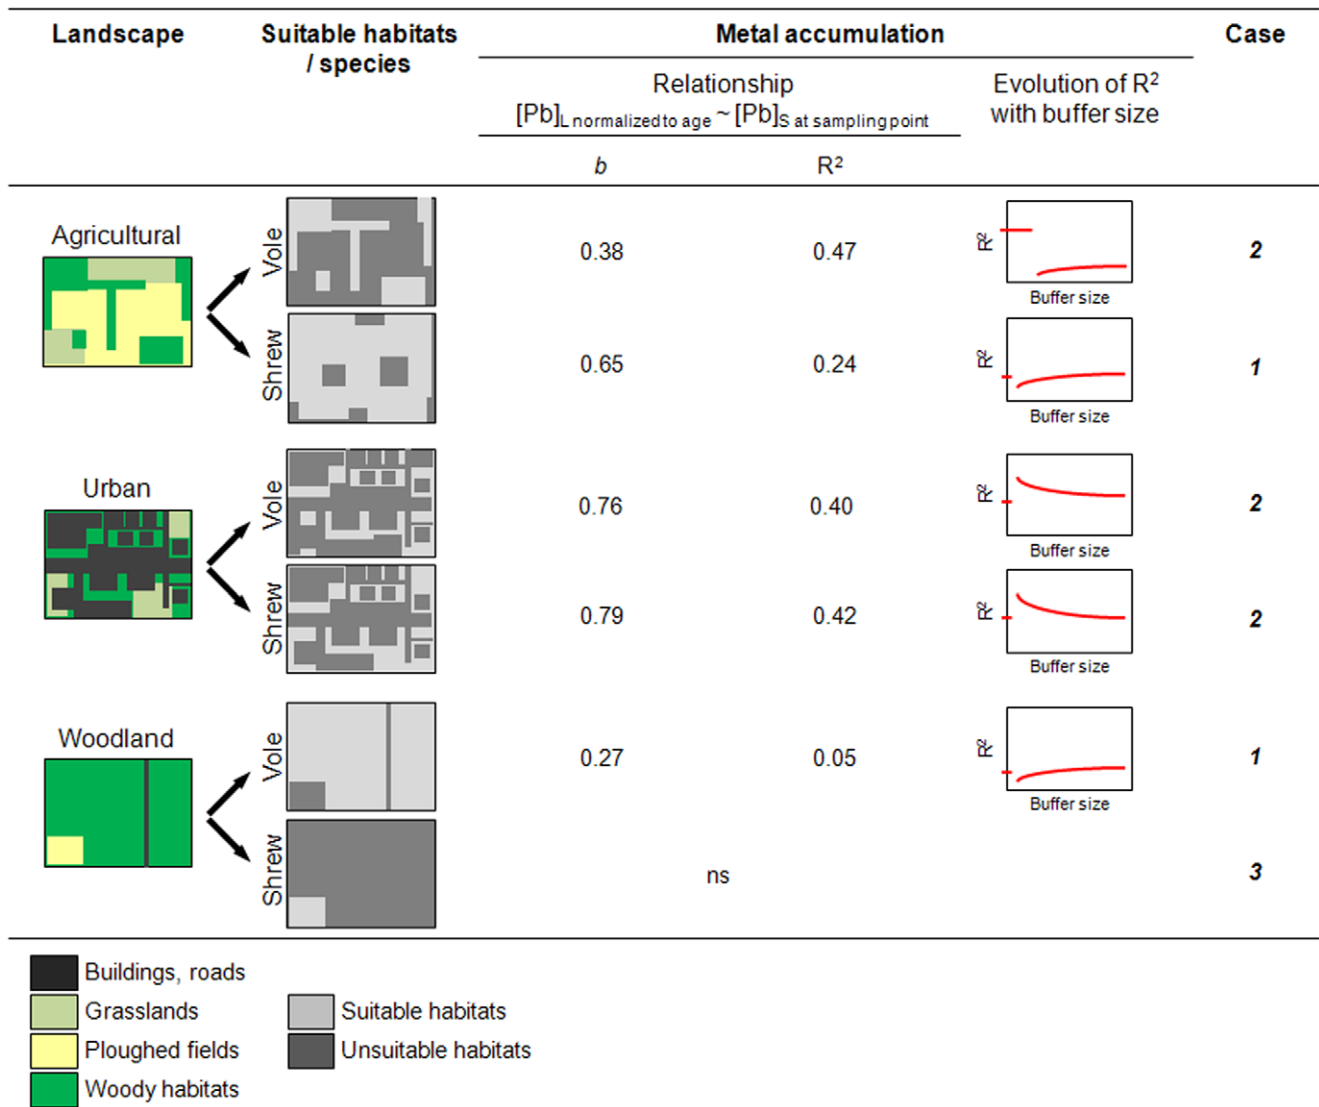 Landscape
Suitable habitats
/ species
Metal accumulation
Case
Relationship
[Pb]L normalized to age ~ [Pb]S at sampling point
Evolution of R²
with buffer size
b
R²
Agricultural
Vole
0.38
0.47
R²
Buffer size
2
Shrew
0.65
0.24
R²
Buffer size
1
Urban
Vole
0.76
0.40
R²
Buffer size
2
Shrew
0.79
0.42
R²
Buffer size
2
Woodland
Vole
0.27
0.05
R²
Buffer size
1
Shrew
ns
3
Buildings, roads
Grasslands
Suitable habitats
Ploughed fields
Unsuitable habitats
Woody habitats